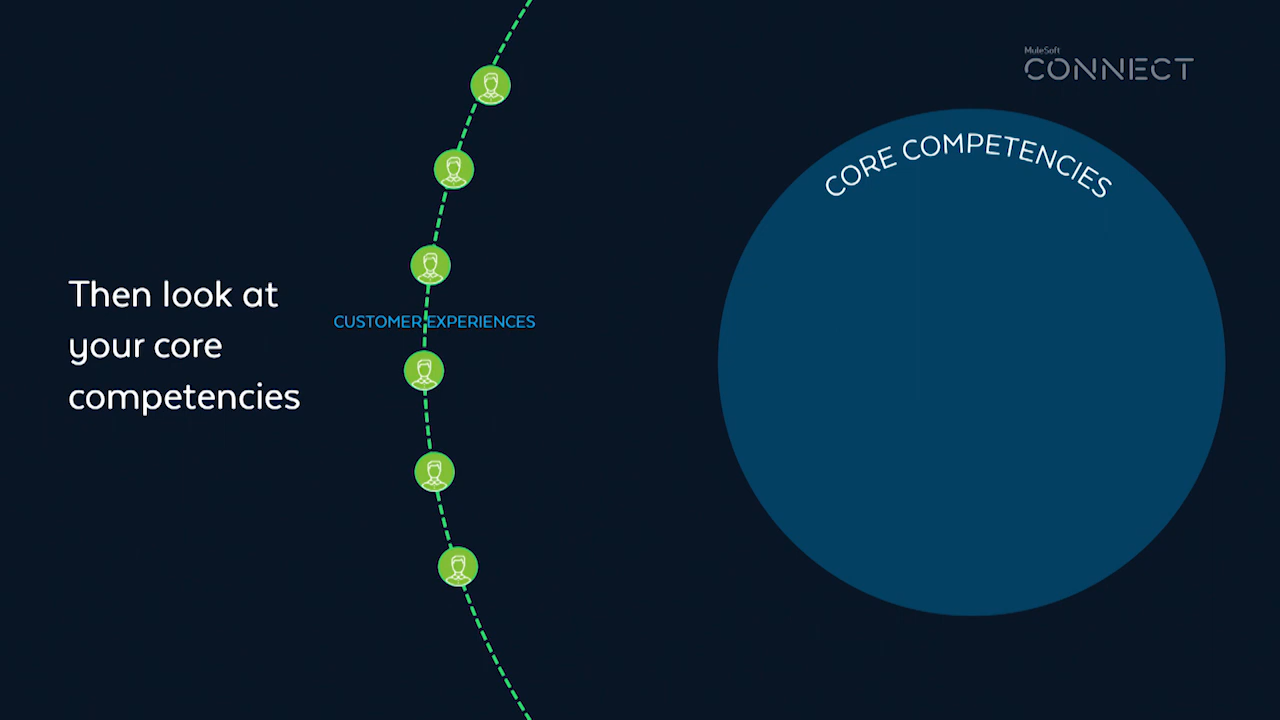 MuleSoft
CONNECT
CORE COMPETENCIES
Then look at
your core
competencies
CUSTOMER EXPERIENCES